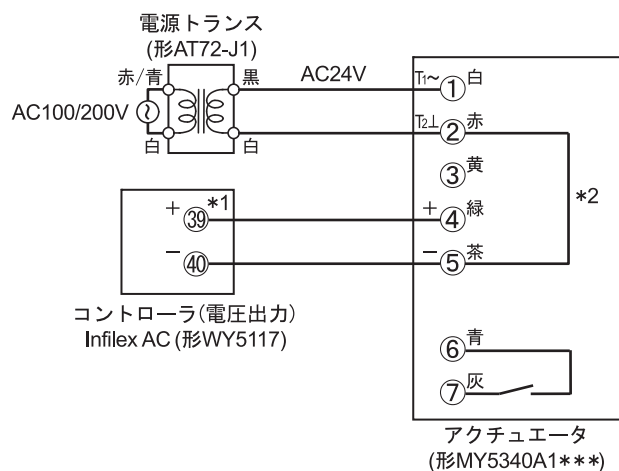 電源トランス
(形AT72-J1)
赤/青
黒
AC24V
T1~
① 白
AC100/200V
白
白
T2⊥
② 赤
③ 黄
*2
+
㊴
*1
+
④ 緑
−
㊵
−
⑤ 茶
コントローラ(電圧出力)
Infilex AC (形WY5117)
⑥ 青
⑦ 灰
アクチュエータ
(形MY5340A1***)